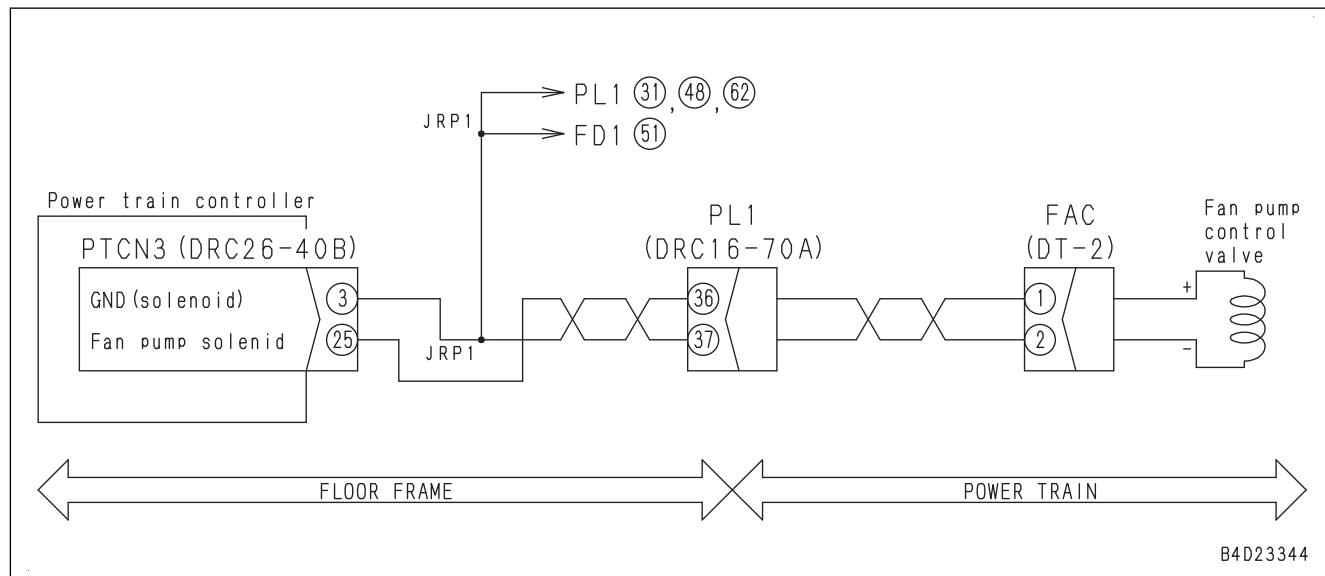 PL1 31, 48, 62
JRP1
FD1 51
Power train controller
PTCN3 (DRC26-40B)
GND (solenoid) 3
Fan pump solenid 25
JRP1
PL1
(DRC16-70A)
36
37
FAC
(DT-2)
1
2
Fan pump
control
valve
+
-
FLOOR FRAME
POWER TRAIN
B4D23344